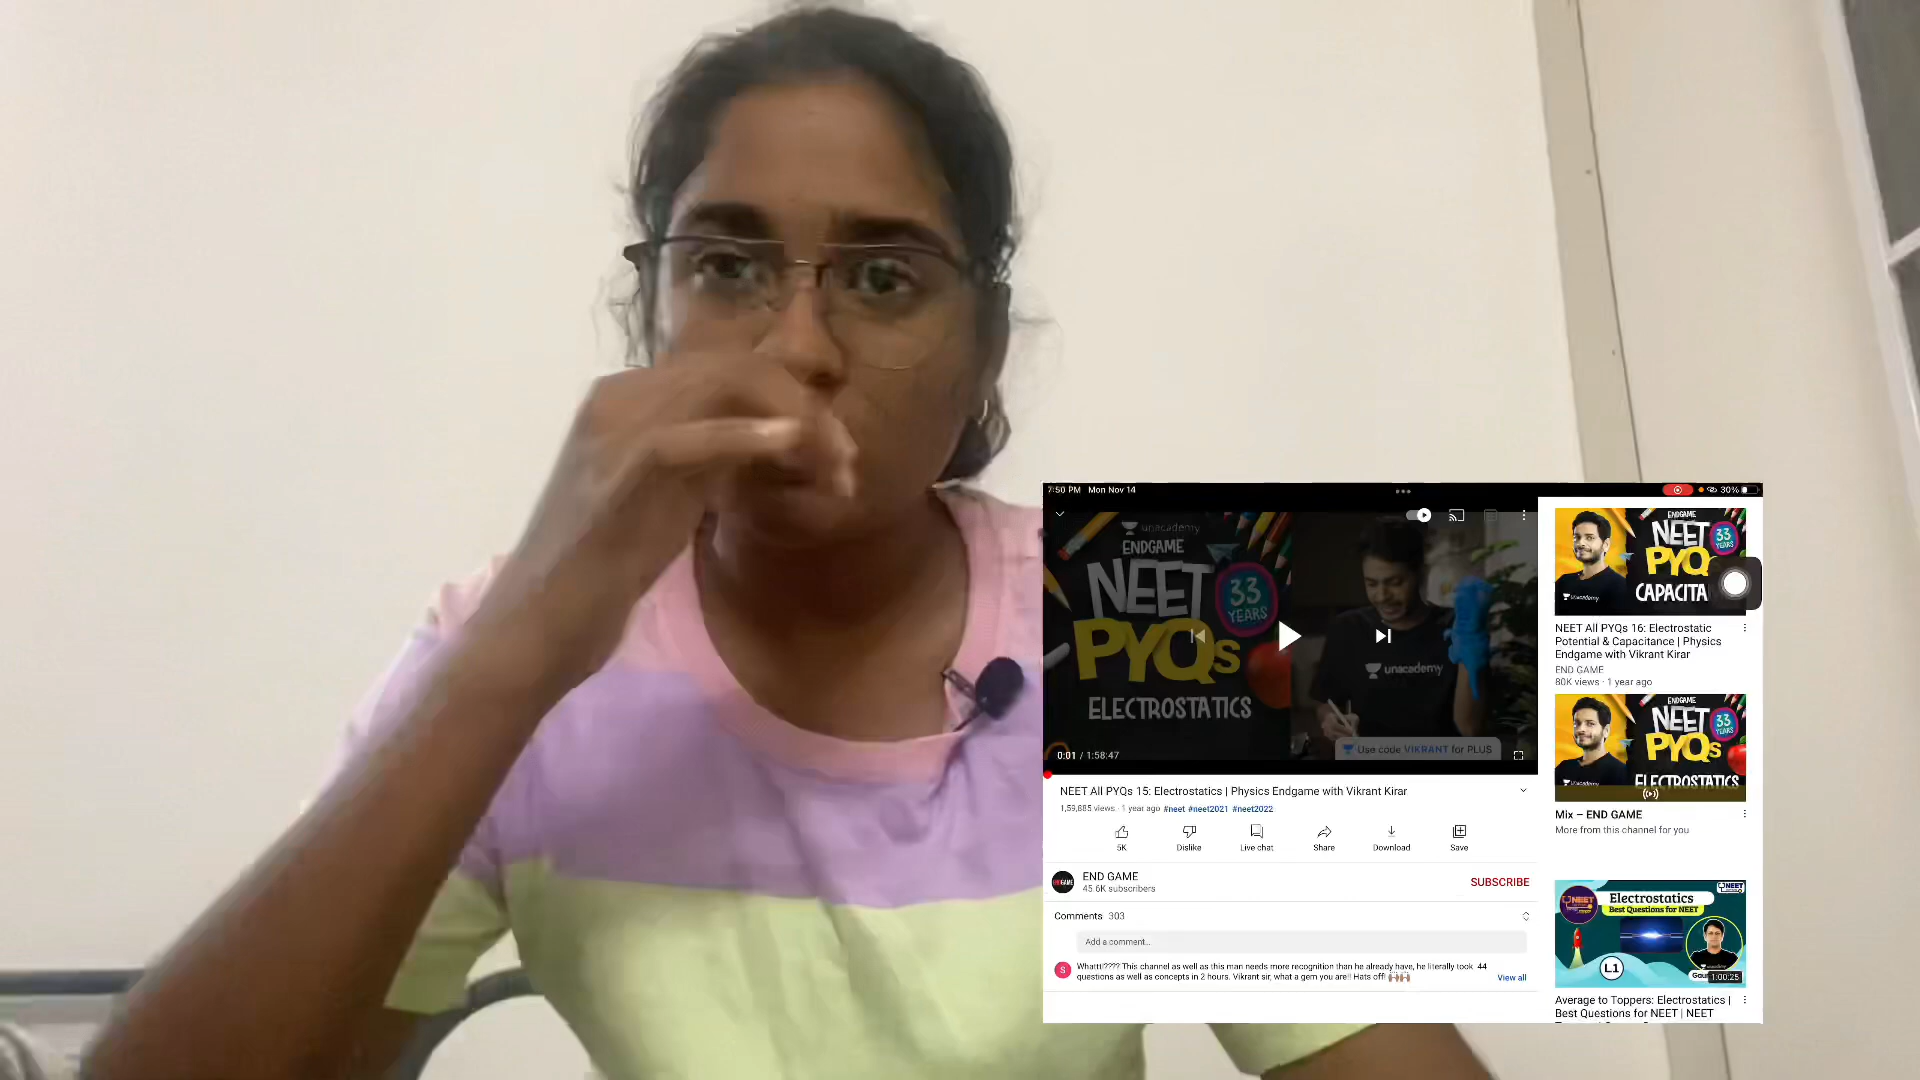 7:50 PM Mon Nov 14
30%
unacademy
ENDGAME
NEET
33
YEARS
PYQs
ELECTROSTATICS
unacademy
Use code VIKRANT for PLUS
0:01 / 1:58:47
NEET All PYQs 15: Electrostatics | Physics Endgame with Vikrant Kirar
1,59,885 views · 1 year ago #neet #neet2021 #neet2022
5K
Dislike
Live chat
Share
Download
Save
END GAME
45.6K subscribers
SUBSCRIBE
Comments 303
Add a comment...
S
Whattt???? This channel as well as this man needs more recognition than he already have, he literally took 44
questions as well as concepts in 2 hours. Vikrant sir, what a gem you are!! Hats off!
View all
ENDGAME
NEET
33
YEARS
PYQ
CAPACITA
unacademy
NEET All PYQs 16: Electrostatic
Potential & Capacitance | Physics
Endgame with Vikrant Kirar
END GAME
80K views · 1 year ago
ENDGAME
NEET
33
YEARS
PYQs
ELECTROSTATICS
unacademy
Mix – END GAME
More from this channel for you
NEET
NEET
Electrostatics
Best Questions for NEET
L1
1:00:25
Average to Toppers: Electrostatics |
Best Questions for NEET | NEET